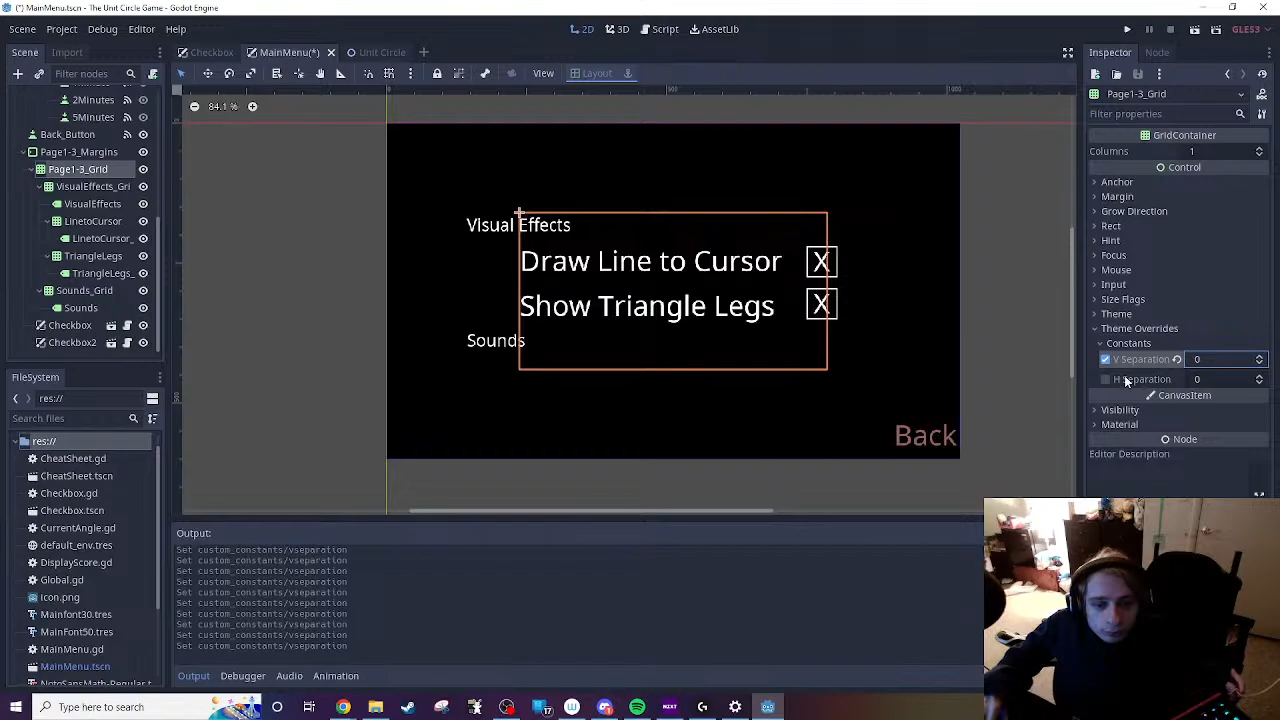 (*) MainMenu.tscn - The Unit Circle Game - Godot Engine
Scene Project Debug Editor Help
2D 3D Script AssetLib
GLES3
Scene Import
Checkbox MainMenu(*) Unit Circle
Inspector Node
Filter nodes
View Layout
2Minutes
5Minutes
Back_Button
Page1-3_Margins
Page1-3_Grid
VisualEffects_Gri
VisualEffects
LinetoCursor
LinetoCursor_
TriangleLegs_
TriangleLegs_
Sounds_Grid
Sounds
Checkbox
Checkbox2
84.1 %
0 500 1000
Visual Effects
Draw Line to Cursor X
Show Triangle Legs X
Sounds
Back
Page1-3_Grid
Filter properties
GridContainer
Columns 1
Control
Anchor
Margin
Grow Direction
Rect
Hint
Focus
Mouse
Input
Size Flags
Theme
Theme Overrides
Constants
V Separation 0
H Separation 0
CanvasItem
Visibility
Material
Node
Editor Description
FileSystem
res://
Search files
res://
CheatSheet.gd
CheatSheet.tscn
Checkbox.gd
Checkbox.tscn
CurrentAngle.gd
default_env.tres
DisplayScore.gd
Global.gd
Icon.png
Mainfont30.tres
MainFont50.tres
MainMenu.gd
MainMenu.tscn
NotoSansMath-Regular.t
Output:
Set custom_constants/vseparation
Set custom_constants/vseparation
Set custom_constants/vseparation
Set custom_constants/vseparation
Set custom_constants/vseparation
Set custom_constants/vseparation
Set custom_constants/vseparation
Set custom_constants/vseparation
Set custom_constants/vseparation
Set custom_constants/vseparation
Output Debugger Audio Animation
Type here to search